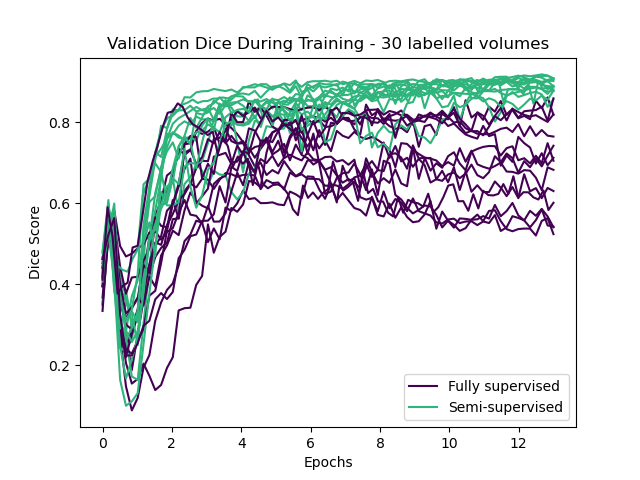 Validation Dice During Training - 30 labelled volumes
Dice Score
0.8
0.6
0.4
0.2
0 2 4 6 8 10 12
Epochs
Fully supervised
Semi-supervised